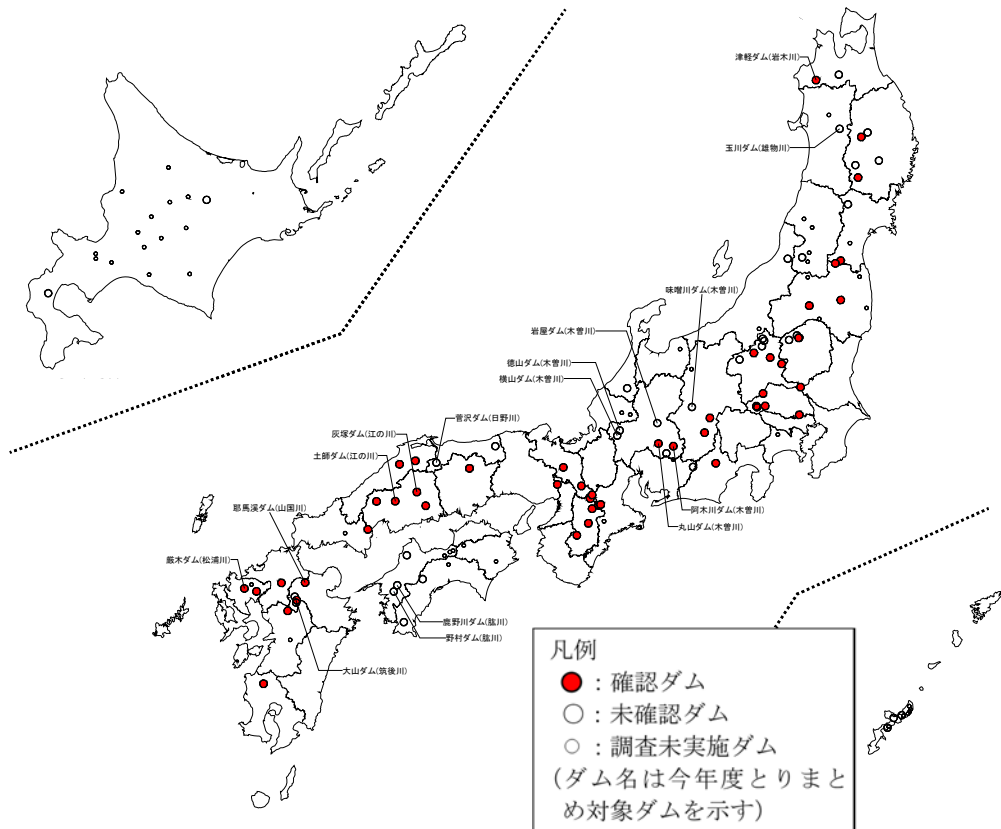 津軽ダム(岩木川)
玉川ダム(雄物川)
味噌川ダム(木曽川)
岩屋ダム(木曽川)
徳山ダム(木曽川)
横山ダム(木曽川)
菅沢ダム(日野川)
灰塚ダム(江の川)
土師ダム(江の川)
耶馬溪ダム(山国川)
阿木川ダム(木曽川)
丸山ダム(木曽川)
厳木ダム(松浦川)
鹿野川ダム(肱川)
野村ダム(肱川)
大山ダム(筑後川)
凡例
:確認ダム
:未確認ダム
:調査未実施ダム
(ダム名は今年度とりまと
め対象ダムを示す)